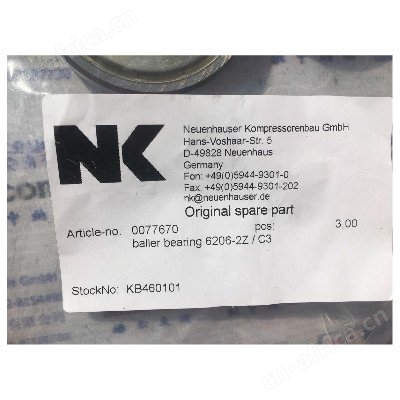 NK
Neuenhauser Kompressorenbau GmbH
Hans-Voshaar-Str. 5
D-49828 Neuenhaus
Germany
Fon: +49(0)5944-9301-0
Fax: +49(0)5944-9301-202
nk@neuenhauser.de
Original spare part
Article-no: 0077670 pos: 3,00
baller bearing 6206-2Z / C3
StockNo: KB460101